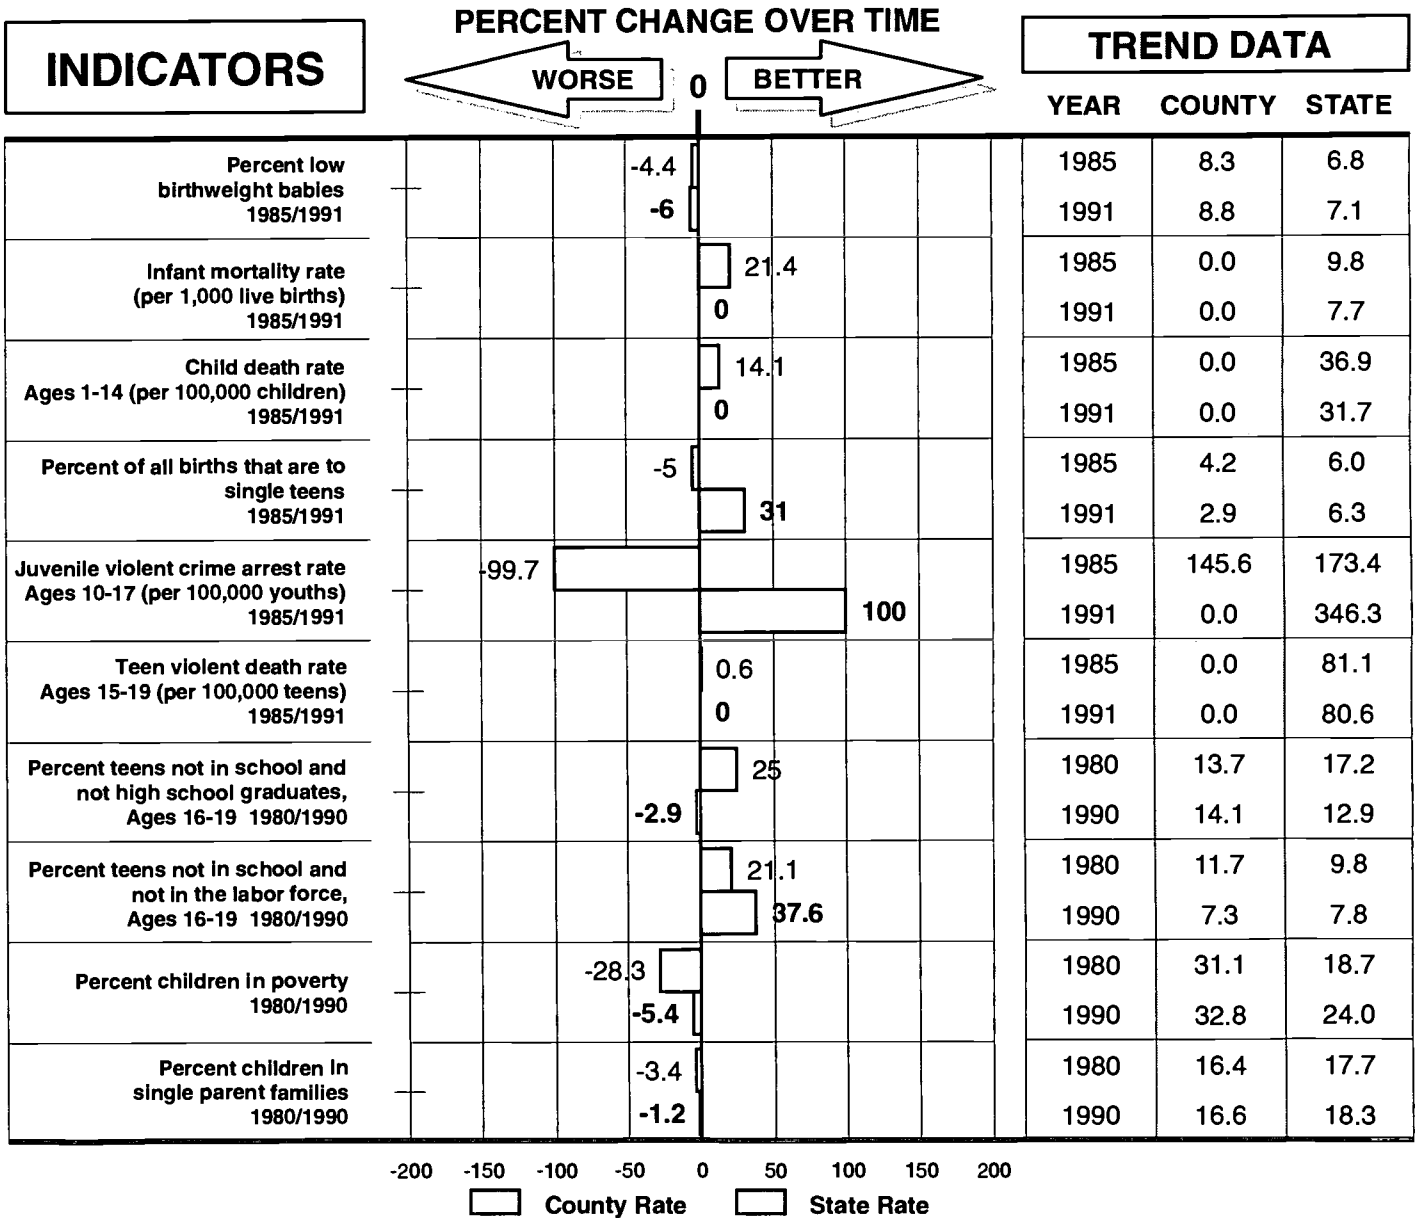 PERCENT CHANGE OVER TIME
INDICATORS
WORSE
0
BETTER
TREND DATA
YEAR COUNTY STATE
Percent low
birthweight babies
1985/1991
-4.4
-6
1985 8.3 6.8
1991 8.8 7.1
Infant mortality rate
(per 1,000 live births)
1985/1991
21.4
0
1985 0.0 9.8
1991 0.0 7.7
Child death rate
Ages 1-14 (per 100,000 children)
1985/1991
14.1
0
1985 0.0 36.9
1991 0.0 31.7
Percent of all births that are to
single teens
1985/1991
-5
31
1985 4.2 6.0
1991 2.9 6.3
Juvenile violent crime arrest rate
Ages 10-17 (per 100,000 youths)
1985/1991
-99.7
100
1985 145.6 173.4
1991 0.0 346.3
Teen violent death rate
Ages 15-19 (per 100,000 teens)
1985/1991
0.6
0
1985 0.0 81.1
1991 0.0 80.6
Percent teens not in school and
not high school graduates,
Ages 16-19 1980/1990
25
-2.9
1980 13.7 17.2
1990 14.1 12.9
Percent teens not in school and
not in the labor force,
Ages 16-19 1980/1990
21.1
37.6
1980 11.7 9.8
1990 7.3 7.8
Percent children in poverty
1980/1990
-28.3
-5.4
1980 31.1 18.7
1990 32.8 24.0
Percent children in
single parent families
1980/1990
-3.4
-1.2
1980 16.4 17.7
1990 16.6 18.3
-200 -150 -100 -50 0 50 100 150 200
County Rate State Rate